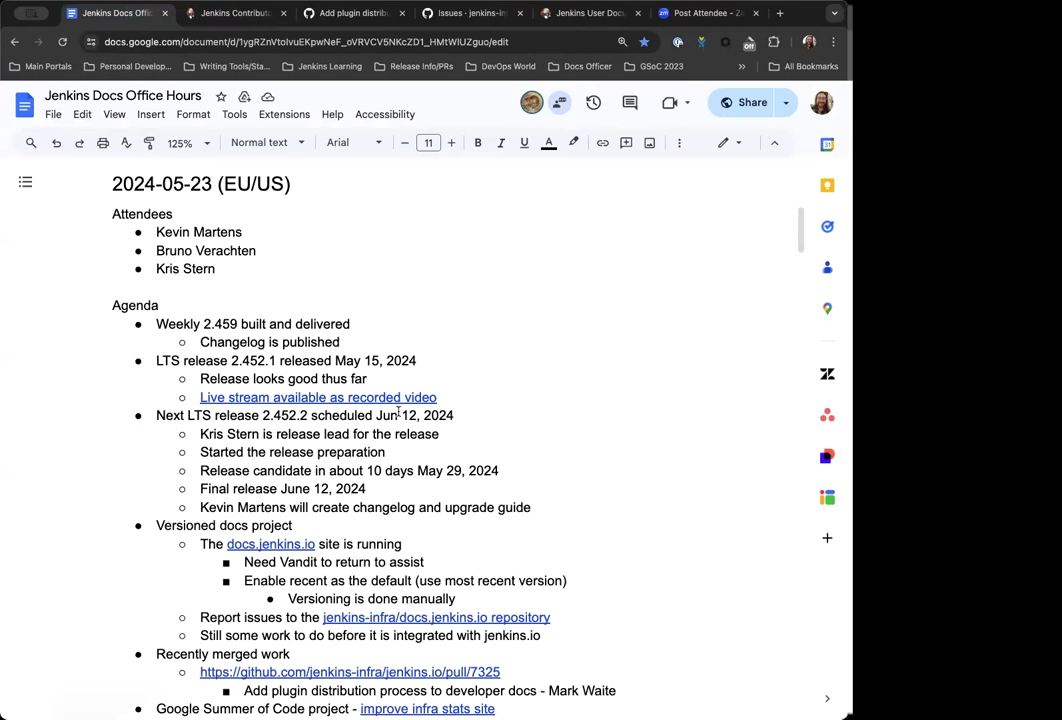 Jenkins Docs Offic
Jenkins Contribut
Add plugin distrib
Issues · jenkins-in
Jenkins User Docu
Post Attendee - Zo
docs.google.com/document/d/1ygRZnVtoIvuEKpwNeF_oVRVCV5NKcZD1_HMtWlUZguo/edit
Off
Main Portals
Personal Develop...
Writing Tools/Sta...
Jenkins Learning
Release Info/PRs
DevOps World
Docs Officer
GSoC 2023
All Bookmarks
Jenkins Docs Office Hours
File Edit View Insert Format Tools Extensions Help Accessibility
Share
125% Normal text Arial 11 B I U A
2024-05-23 (EU/US)
Attendees
● Kevin Martens
● Bruno Verachten
● Kris Stern
Agenda
● Weekly 2.459 built and delivered
○ Changelog is published
● LTS release 2.452.1 released May 15, 2024
○ Release looks good thus far
○ Live stream available as recorded video
● Next LTS release 2.452.2 scheduled Jun 12, 2024
○ Kris Stern is release lead for the release
○ Started the release preparation
○ Release candidate in about 10 days May 29, 2024
○ Final release June 12, 2024
○ Kevin Martens will create changelog and upgrade guide
● Versioned docs project
○ The docs.jenkins.io site is running
■ Need Vandit to return to assist
■ Enable recent as the default (use most recent version)
● Versioning is done manually
○ Report issues to the jenkins-infra/docs.jenkins.io repository
○ Still some work to do before it is integrated with jenkins.io
● Recently merged work
○ https://github.com/jenkins-infra/jenkins.io/pull/7325
■ Add plugin distribution process to developer docs - Mark Waite
● Google Summer of Code project - improve infra stats site